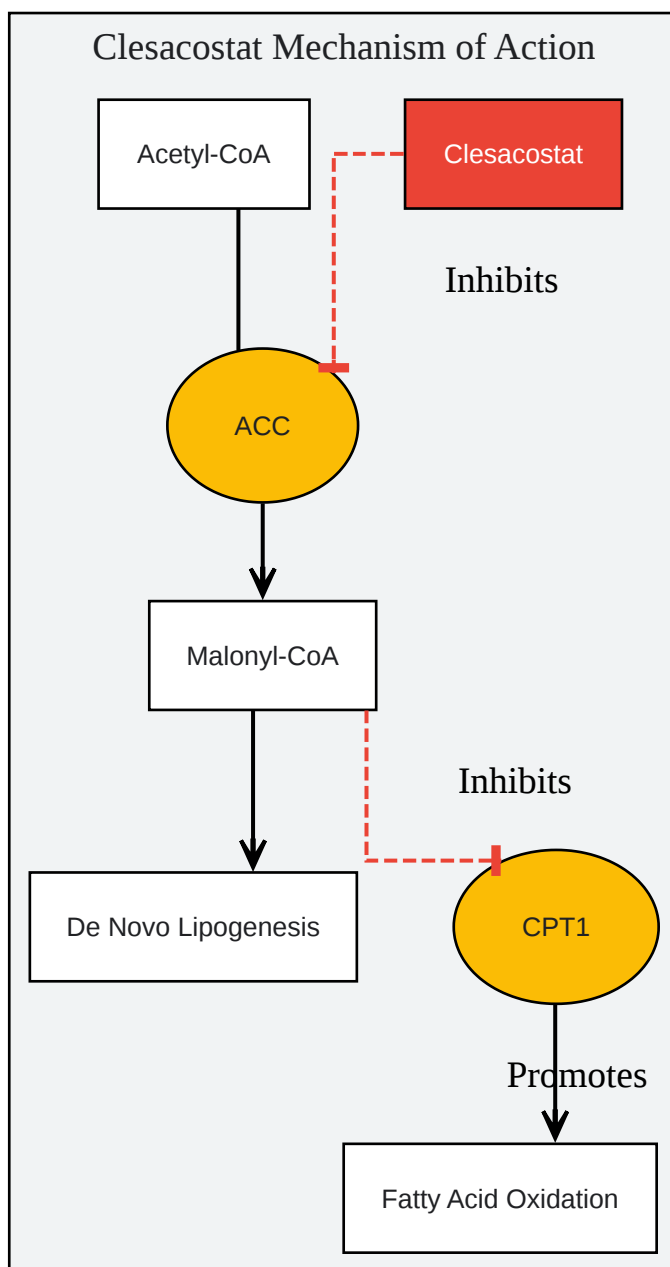 Clesacostat Mechanism of Action
Acetyl-CoA
Clesacostat
Inhibits
ACC
Malonyl-CoA
Inhibits
De Novo Lipogenesis
CPT1
Promotes
Fatty Acid Oxidation